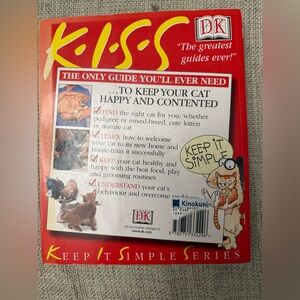 K·I·S·S
DK
"The greatest
guides ever!"
THE ONLY GUIDE YOU'LL EVER NEED
...TO KEEP YOUR CAT
HAPPY AND CONTENTED
FIND the right cat for you, whether
pedigree or mixed-breed, cute kitten
or mature cat
LEARN how to welcome
your cat to its new home and
house-train it successfully
KEEP your cat healthy and
happy with the best food, play
and grooming routines
UNDERSTAND your cat's
behaviour and overcome
KEEP IT
SIMPLE
DK
www.dk.com
Kinokuni
KEEP IT SIMPLE SERIES